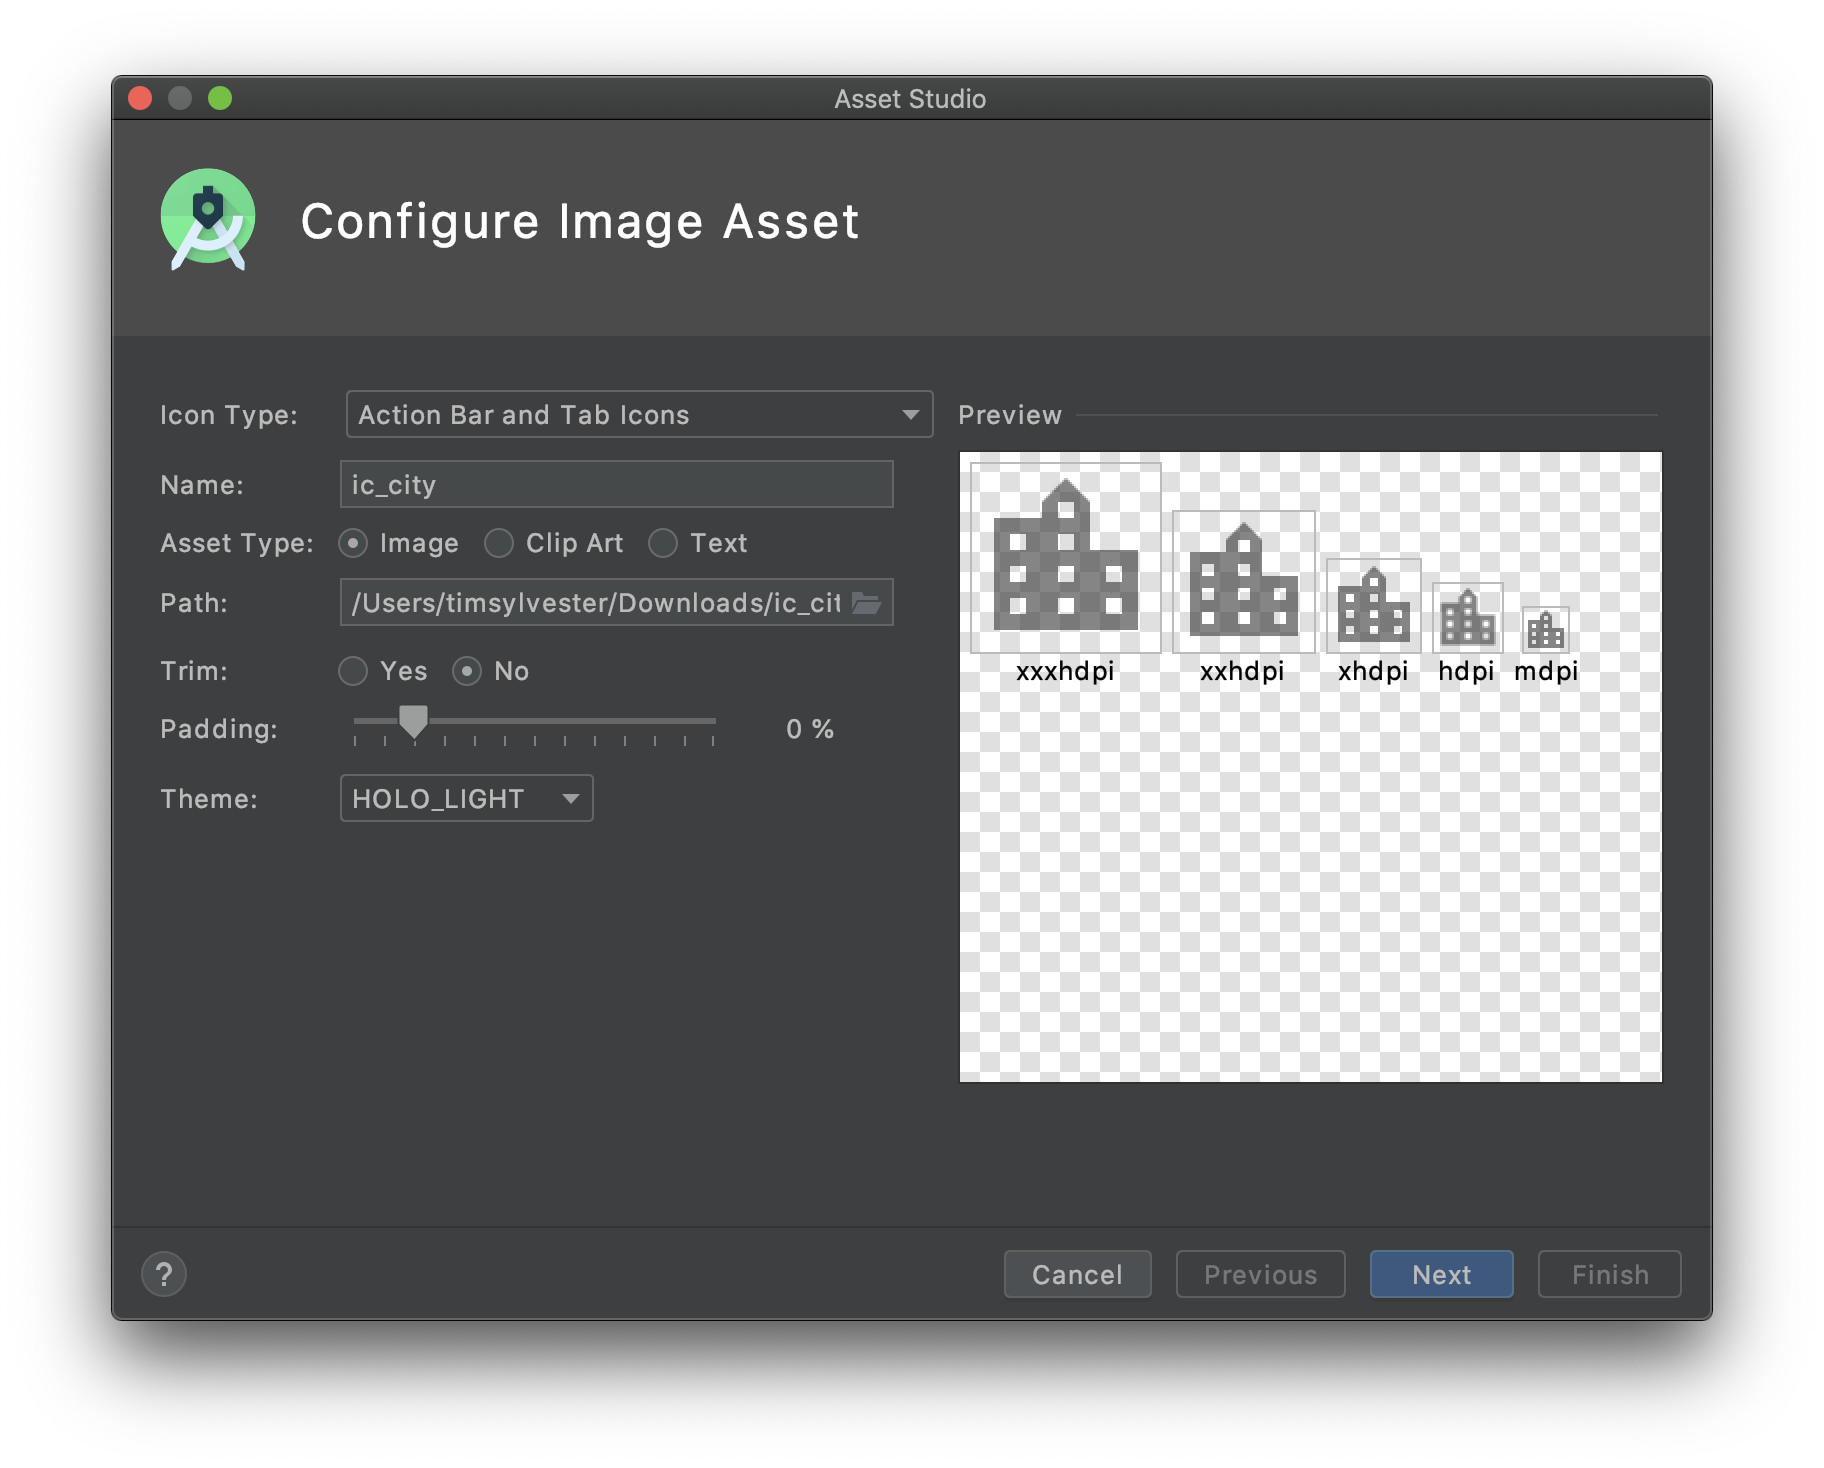 Asset Studio
Configure Image Asset
Icon Type: Action Bar and Tab Icons
Name: ic_city
Asset Type: Image Clip Art Text
Path: /Users/timsylvester/Downloads/ic_cit
Trim: Yes No
Padding: 0 %
Theme: HOLO_LIGHT
Preview
xxxhdpi xxhdpi xhdpi hdpi mdpi
? Cancel Previous Next Finish